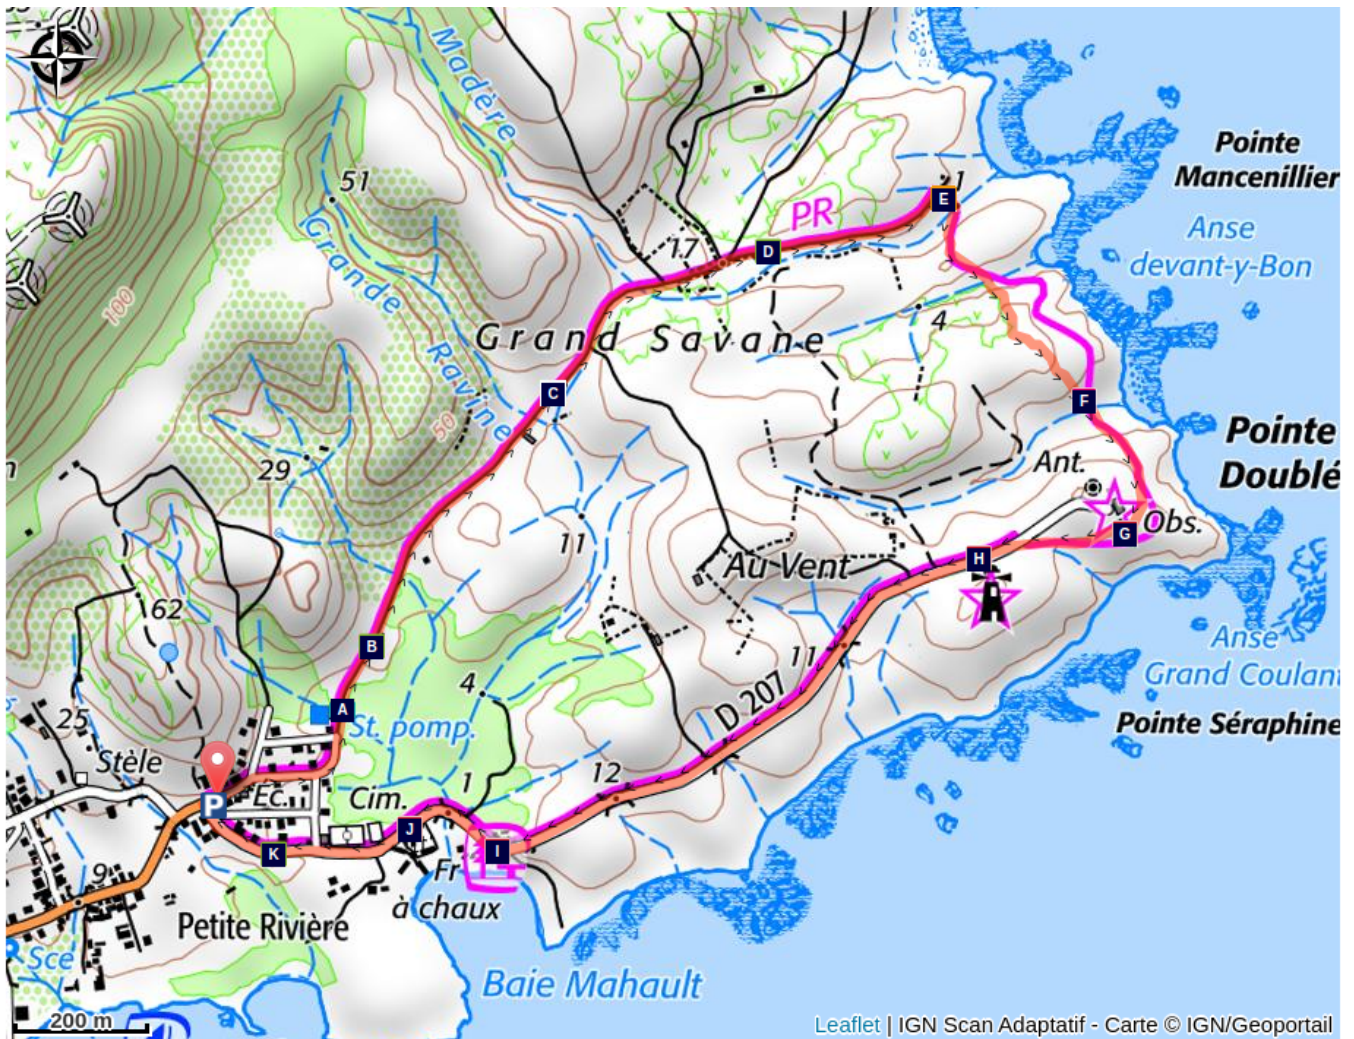 Madère
51
Grande
Ravine
100
50
29
62
25
Stèle
Ec.
Cim.
9
Petite Rivière
Sce
200 m
A
B
C
D
E
F
G
H
I
J
K
P
PR
17
Grand Savane
4
11
Au Vent
11
D 207
12
4
1
St. pomp.
Fr
à chaux
Baie Mahault
Ant.
Obs.
Pointe
Mancenillier
Anse
devant-y-Bon
Pointe
Doublé
Anse
Grand Coulant
Pointe Séraphine
Leaflet | IGN Scan Adaptatif - Carte © IGN/Geoportail